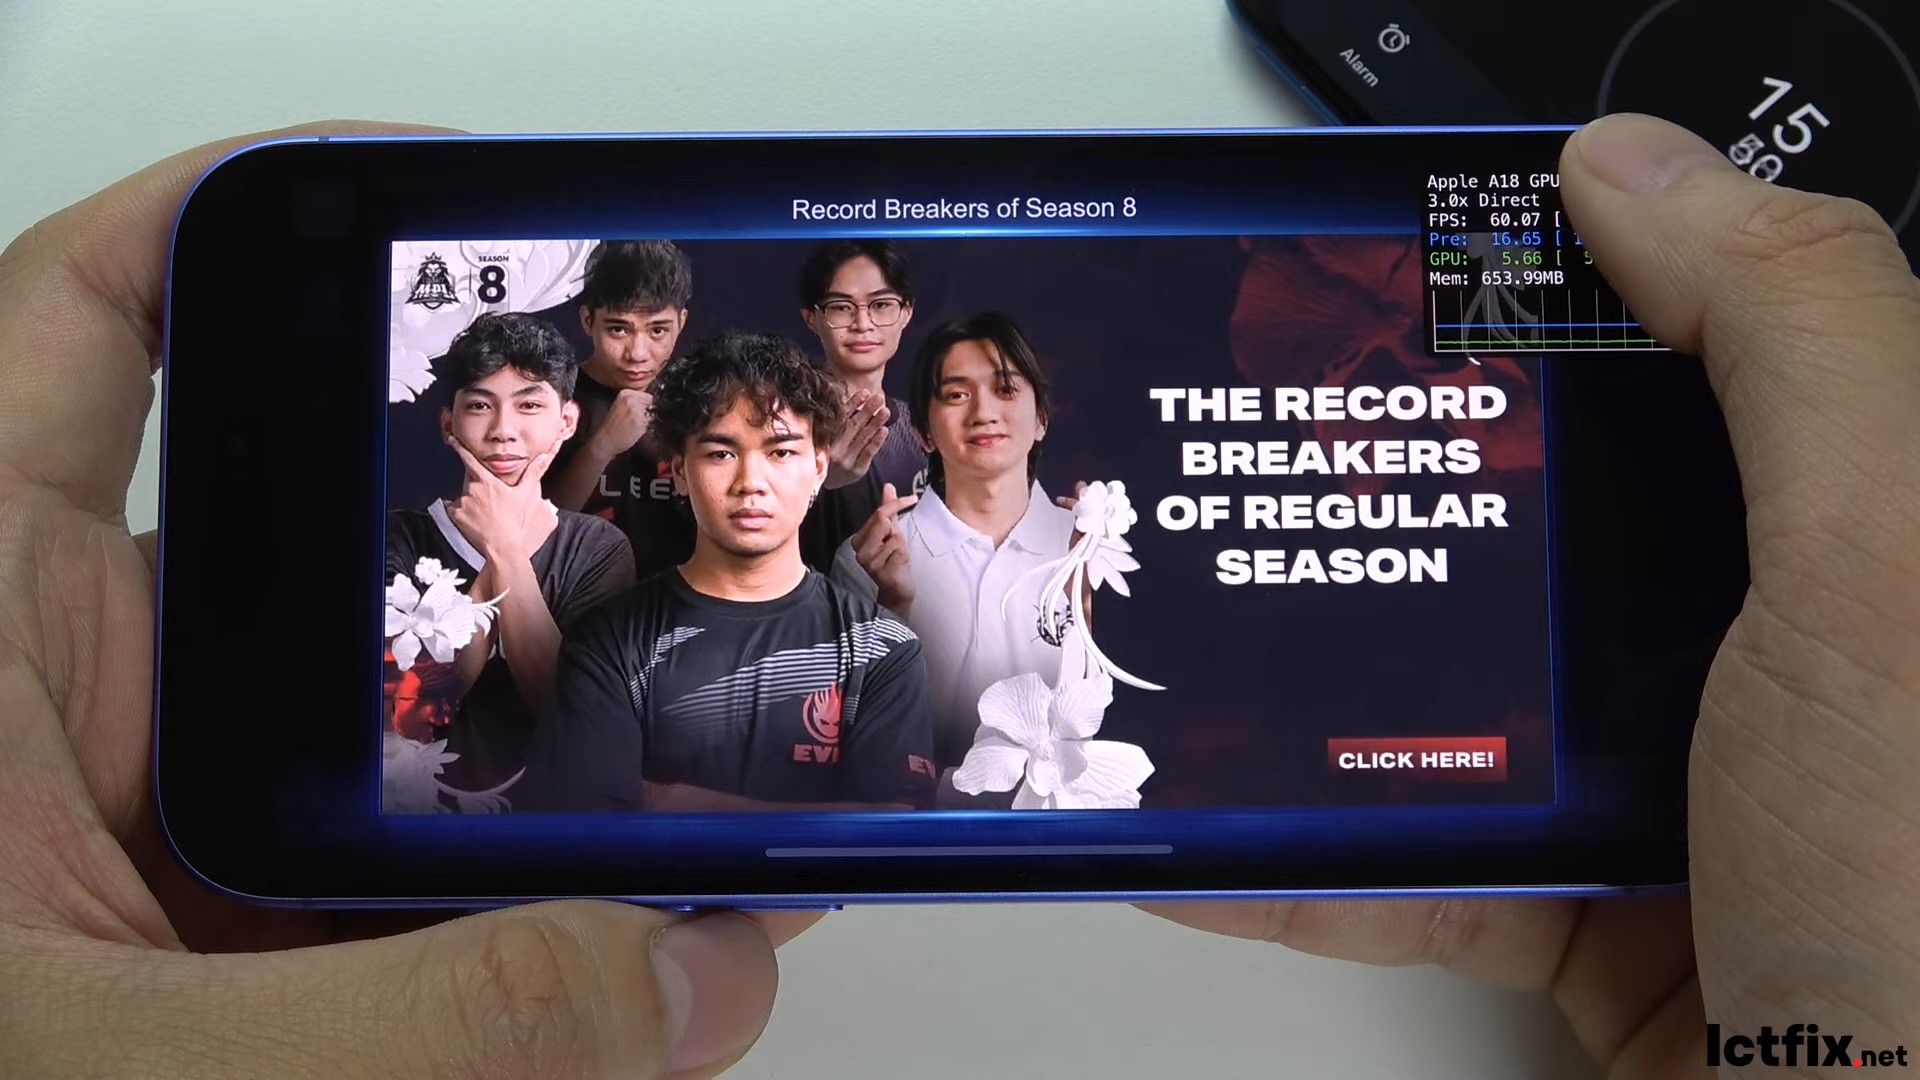 Alarm
15
Apple A18 GPU
3.0x Direct
FPS: 60.07 [
Pre: 16.65 [ 1
GPU: 5.66 [ 5
Mem: 653.99MB
Record Breakers of Season 8
MPL
SEASON
8
THE RECORD
BREAKERS
OF REGULAR
SEASON
CLICK HERE!
Ictfix.net